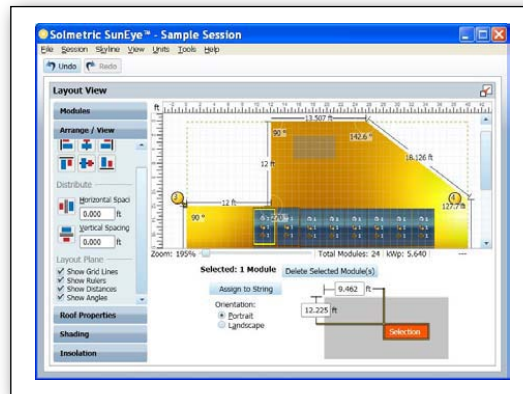 Solmetric SunEye™ - Sample Session
File Session Skyline View Units Tools Help
Undo Redo
Layout View
Modules
Arrange / View
Distribute
Horizontal Spaci
0.000 ft
Vertical Spacing
0.000 ft
Layout Plane
Show Grid Lines
Show Rulers
Show Distances
Show Angles
Roof Properties
Shading
Insolation
ft
13.507 ft
90 °
142.6 °
12 ft
18.126 ft
3
12 ft
4
127.7 °
90 °
Zoom: 195%
Total Modules: 24 | kWp: 5.640
Selected: 1 Module
Delete Selected Module(s)
Assign to String
Orientation:
Portrait
Landscape
9.462 ft
12.225 ft
Selection